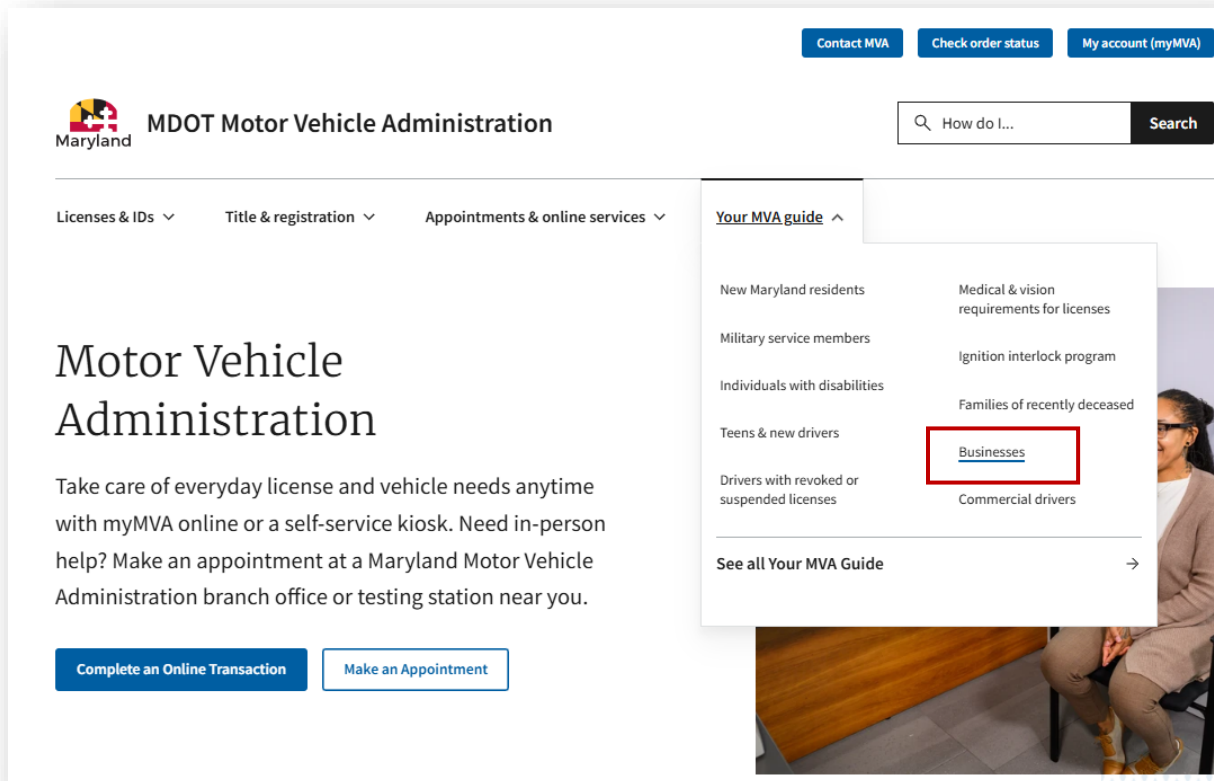 Contact MVA
Check order status
My account (myMVA)
Maryland
MDOT Motor Vehicle Administration
How do I...
Search
Licenses & IDs
Title & registration
Appointments & online services
Your MVA guide
New Maryland residents
Military service members
Individuals with disabilities
Teens & new drivers
Drivers with revoked or
suspended licenses
Medical & vision
requirements for licenses
Ignition interlock program
Families of recently deceased
Businesses
Commercial drivers
See all Your MVA Guide
Motor Vehicle
Administration
Take care of everyday license and vehicle needs anytime
with myMVA online or a self-service kiosk. Need in-person
help? Make an appointment at a Maryland Motor Vehicle
Administration branch office or testing station near you.
Complete an Online Transaction
Make an Appointment